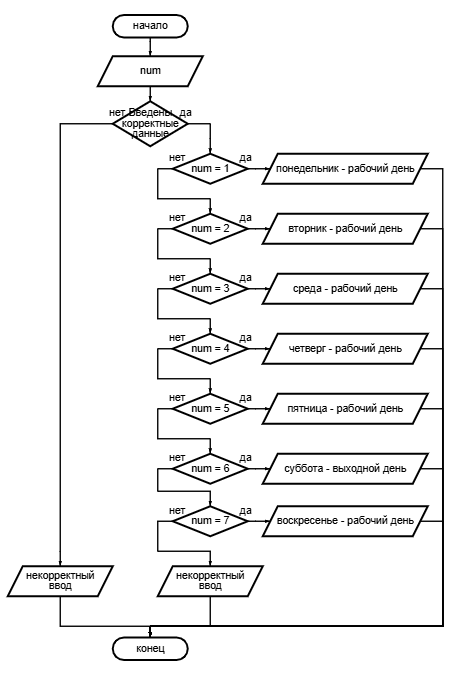 начало
num
нет Введены да
корректные
данные
нет да
num = 1 понедельник - рабочий день
нет да
num = 2 вторник - рабочий день
нет да
num = 3 среда - рабочий день
нет да
num = 4 четверг - рабочий день
нет да
num = 5 пятница - рабочий день
нет да
num = 6 суббота - выходной день
нет да
num = 7 воскресенье - рабочий день
некорректный
ввод
некорректный
ввод
конец